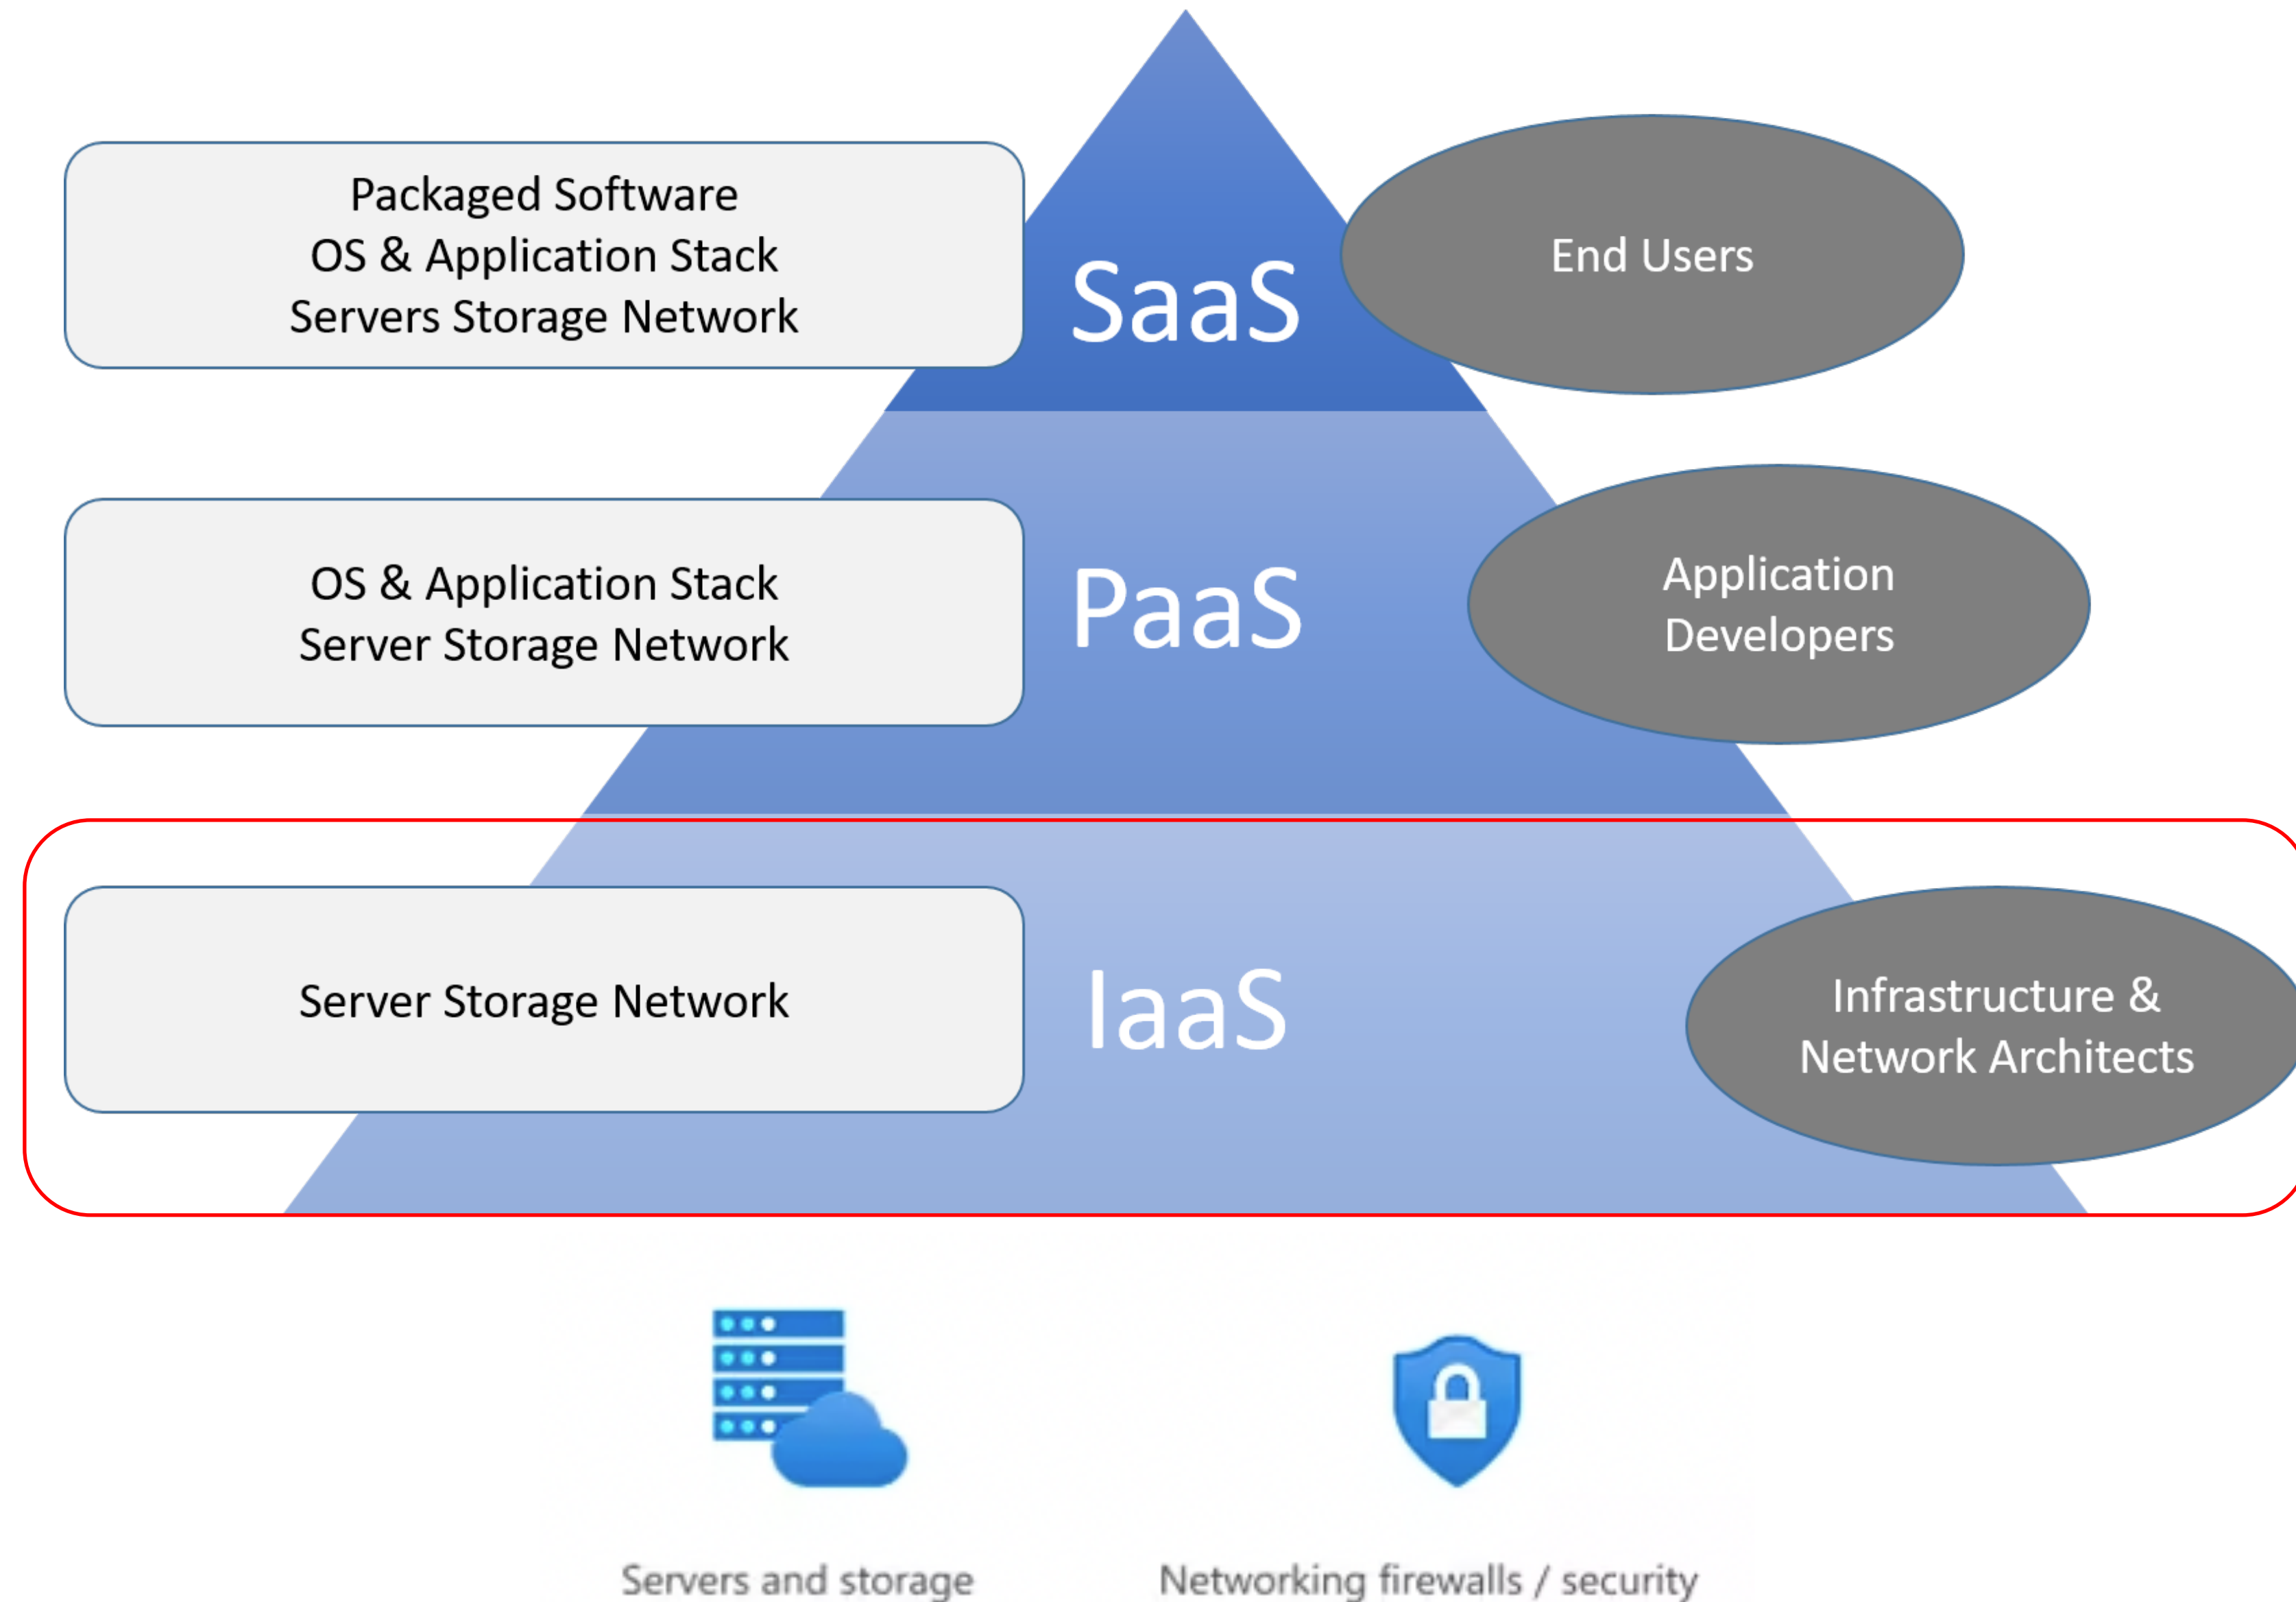 Packaged Software
OS & Application Stack
Servers Storage Network
SaaS
End Users
OS & Application Stack
Server Storage Network
PaaS
Application
Developers
Server Storage Network
IaaS
Infrastructure &
Network Architects
Servers and storage
Networking firewalls / security